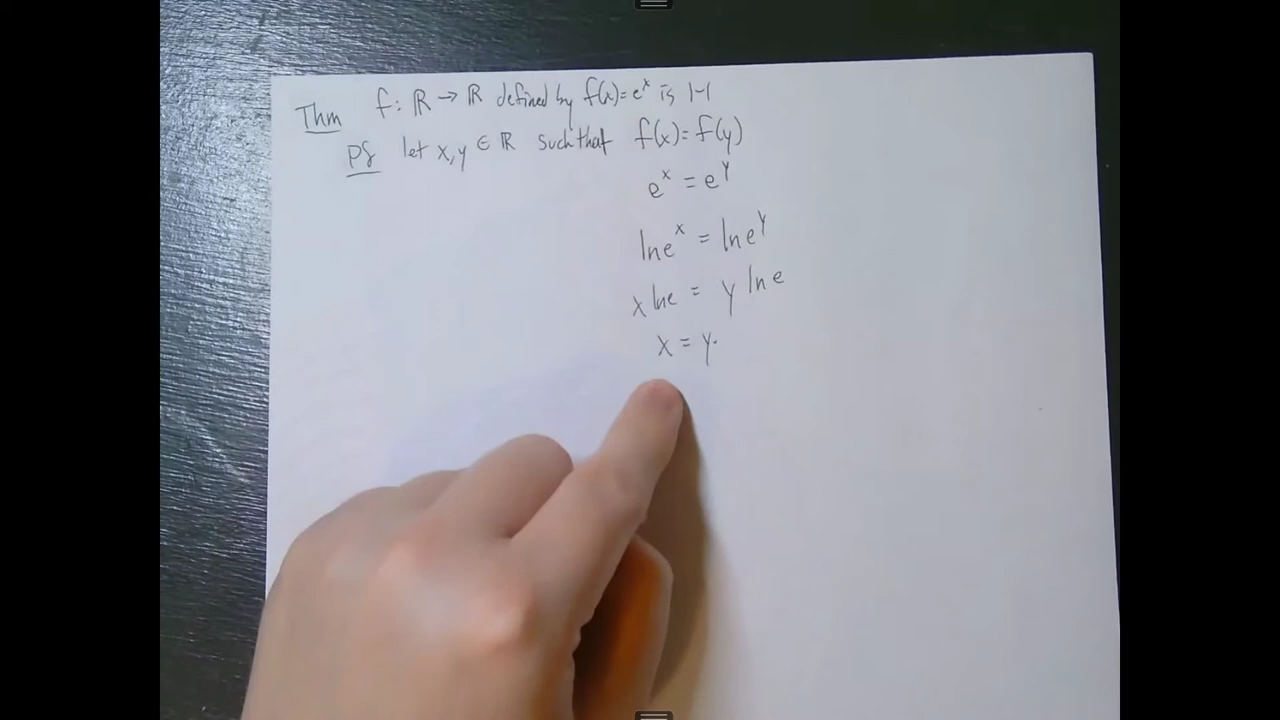 Thm f: ℝ → ℝ defined by f(x)=e^x is 1-1
Pf let x,y ∈ ℝ such that f(x)=f(y)
e^x = e^y
ln e^x = ln e^y
x ln e = y ln e
x = y.